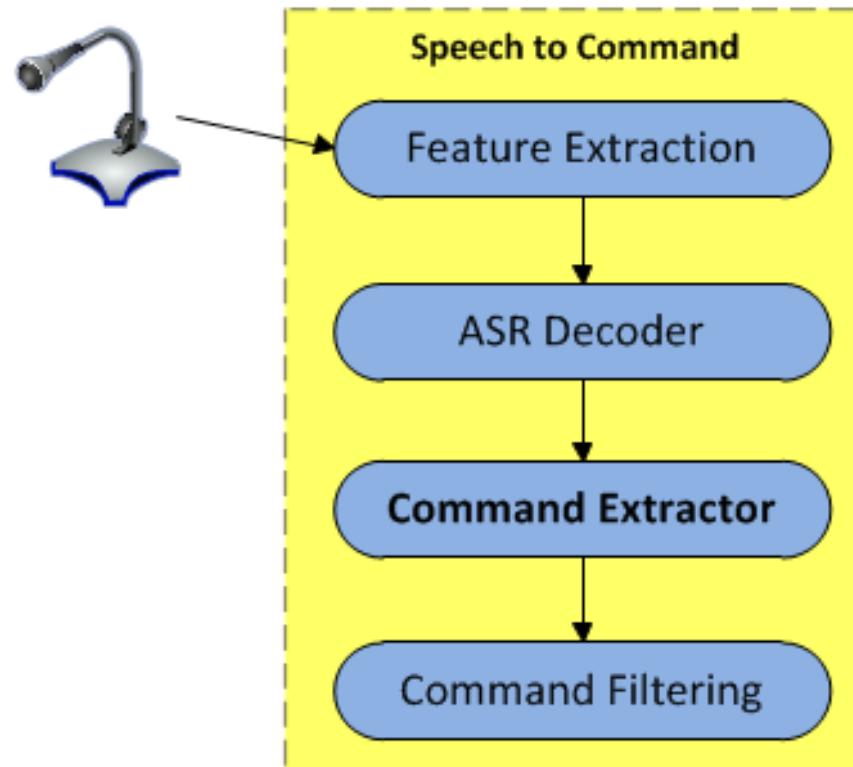 Speech to Command
Feature Extraction
ASR Decoder
Command Extractor
Command Filtering